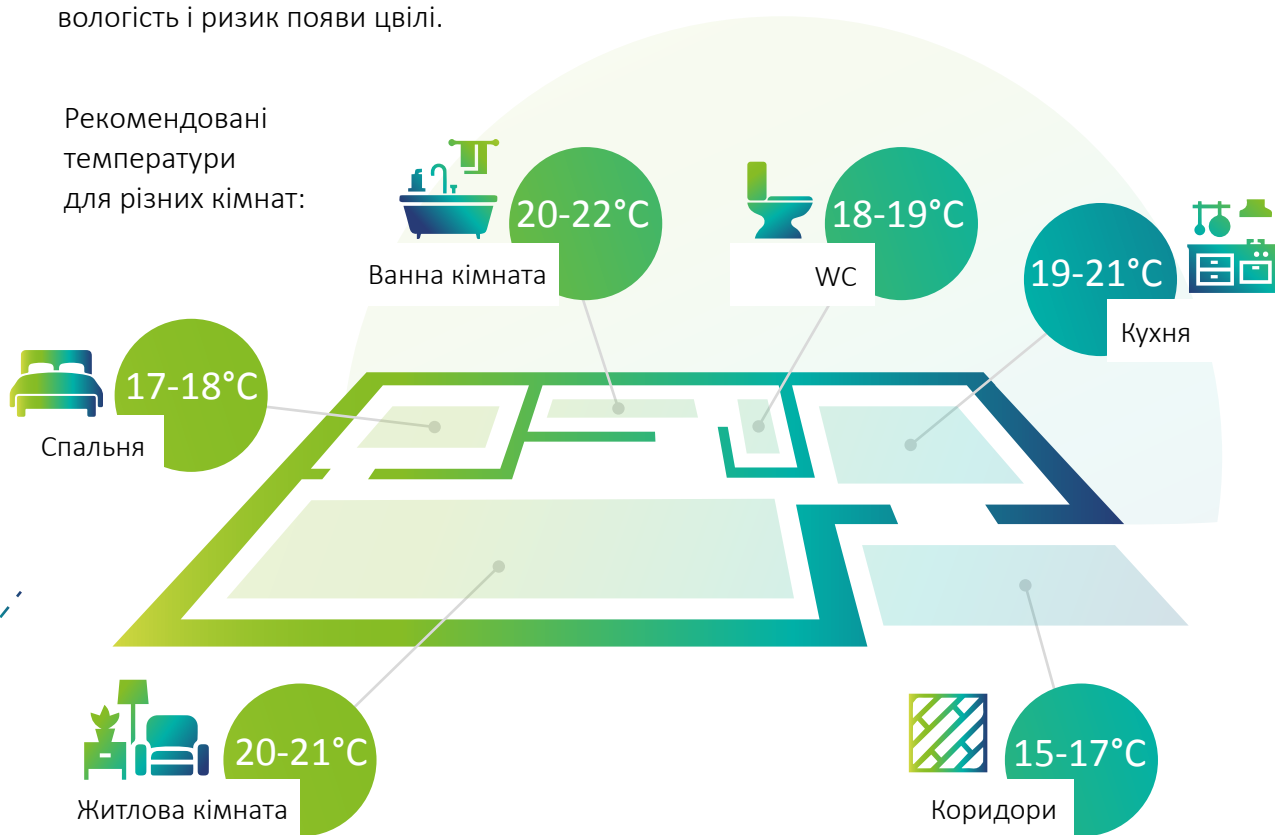 вологість і ризик появи цвілі.
Рекомендовані
температури
для різних кімнат:
20-22°C
Ванна кімната
18-19°C
WC
19-21°C
Кухня
17-18°C
Спальня
20-21°C
Житлова кімната
15-17°C
Коридори